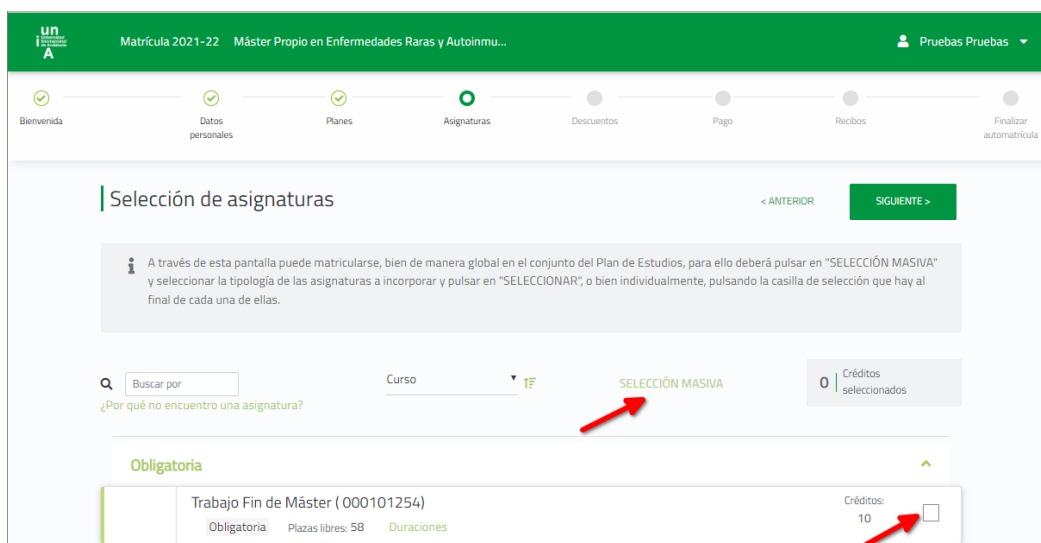 un
i
A
Matrícula 2021-22 Máster Propio en Enfermedades Raras y Autoinmu...
Pruebas Pruebas
Bienvenida
Datos
personales
Planes
Asignaturas
Descuentos
Pago
Recibos
Finalizar
automatrícula
Selección de asignaturas
< ANTERIOR
SIGUIENTE >
A través de esta pantalla puede matricularse, bien de manera global en el conjunto del Plan de Estudios, para ello deberá pulsar en "SELECCIÓN MASIVA"
y seleccionar la tipología de las asignaturas a incorporar y pulsar en "SELECCIONAR", o bien individualmente, pulsando la casilla de selección que hay al
final de cada una de ellas.
Buscar por
Curso
SELECCIÓN MASIVA
0
Créditos
seleccionados
¿Por qué no encuentro una asignatura?
Obligatoria
Trabajo Fin de Máster ( 000101254)
Créditos:
10
Obligatoria Plazas libres: 58 Duraciones